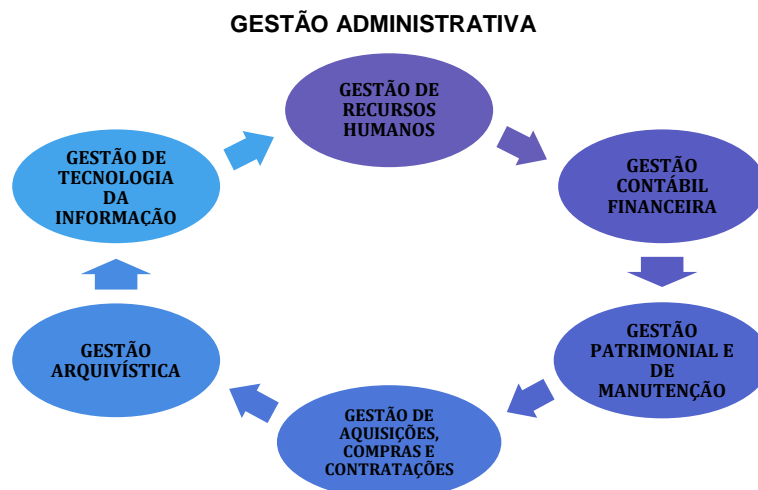 GESTÃO ADMINISTRATIVA
GESTÃO DE
RECURSOS
HUMANOS
GESTÃO
CONTÁBIL
FINANCEIRA
GESTÃO
PATRIMONIAL E
DE
MANUTENÇÃO
GESTÃO DE
AQUISIÇÕES,
COMPRAS E
CONTRATAÇÕES
GESTÃO
ARQUIVÍSTICA
GESTÃO DE
TECNOLOGIA
DA
INFORMAÇÃO